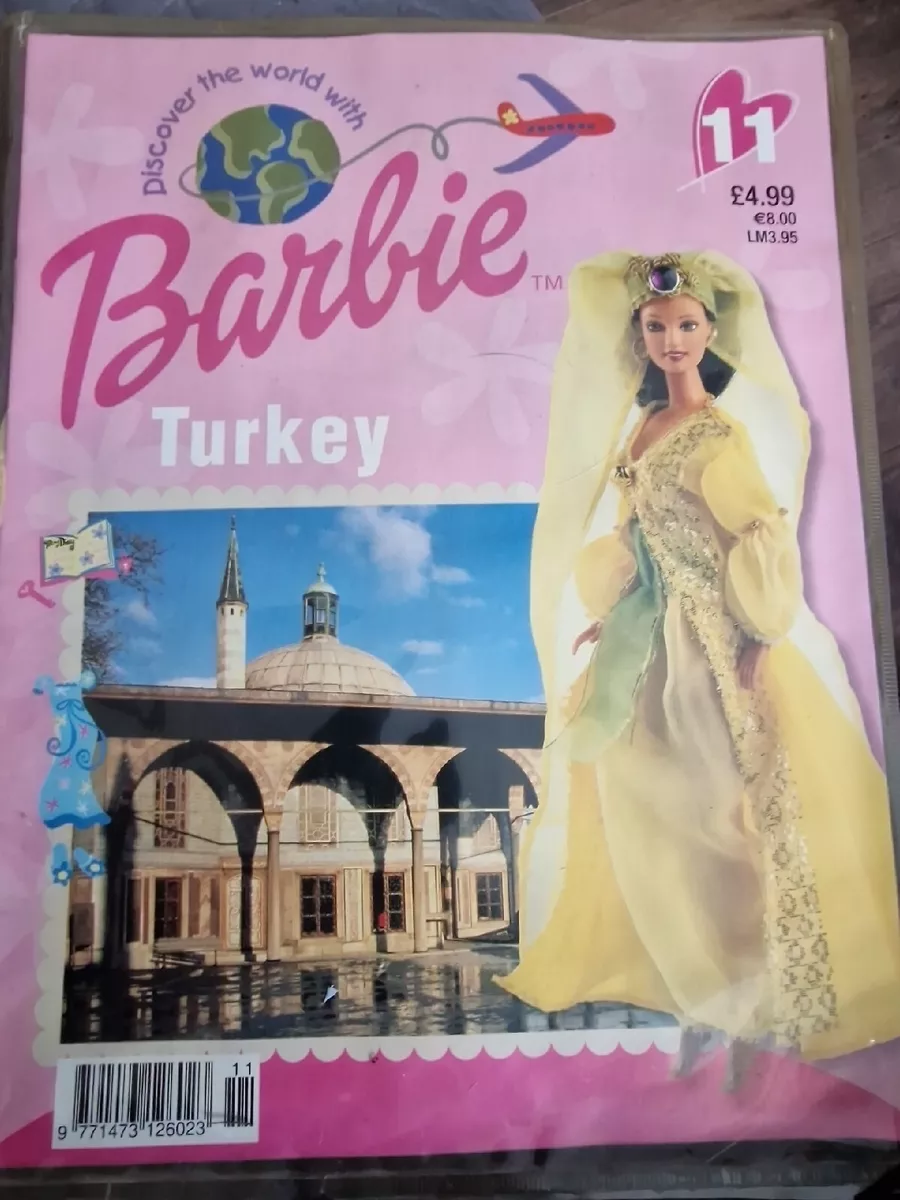 Discover the world with
Barbie™
Turkey
11
£4.99
€8.00
LM3.95
11
9 771473 126023